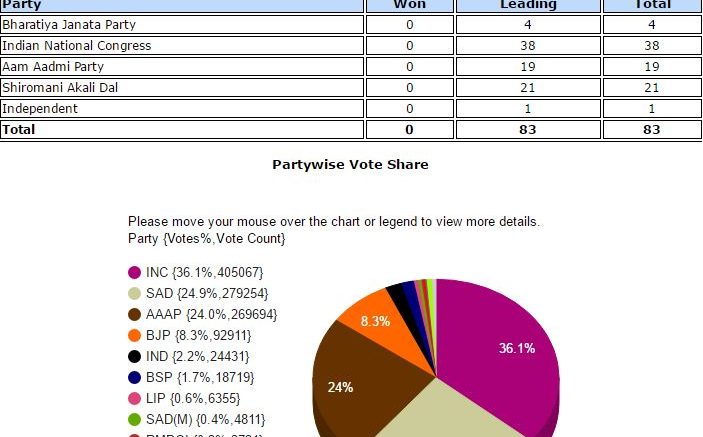 Party Won Leading Total
Bharatiya Janata Party 0 4 4
Indian National Congress 0 38 38
Aam Aadmi Party 0 19 19
Shiromani Akali Dal 0 21 21
Independent 0 1 1
Total 0 83 83
Partywise Vote Share
Please move your mouse over the chart or legend to view more details.
Party {Votes%,Vote Count}
INC {36.1%,405067}
SAD {24.9%,279254}
AAAP {24.0%,269694}
BJP {8.3%,92911}
IND {2.2%,24431}
BSP {1.7%,18719}
LIP {0.6%,6355}
SAD(M) {0.4%,4811}
8.3%
36.1%
24%